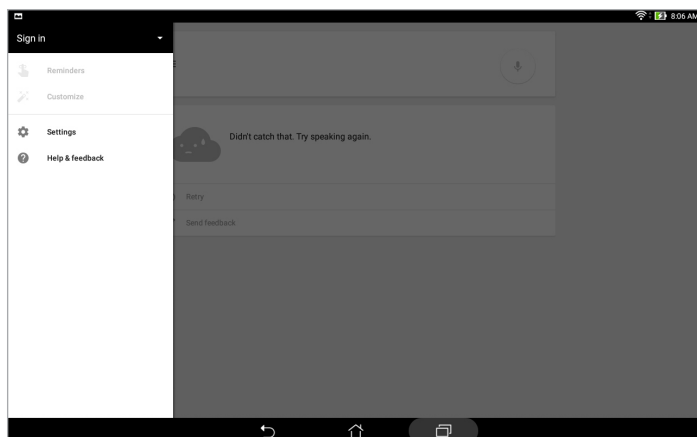 8:06 AM
Sign in
Reminders
Customize
Settings
Help & feedback
Didn't catch that. Try speaking again.
Retry
Send feedback